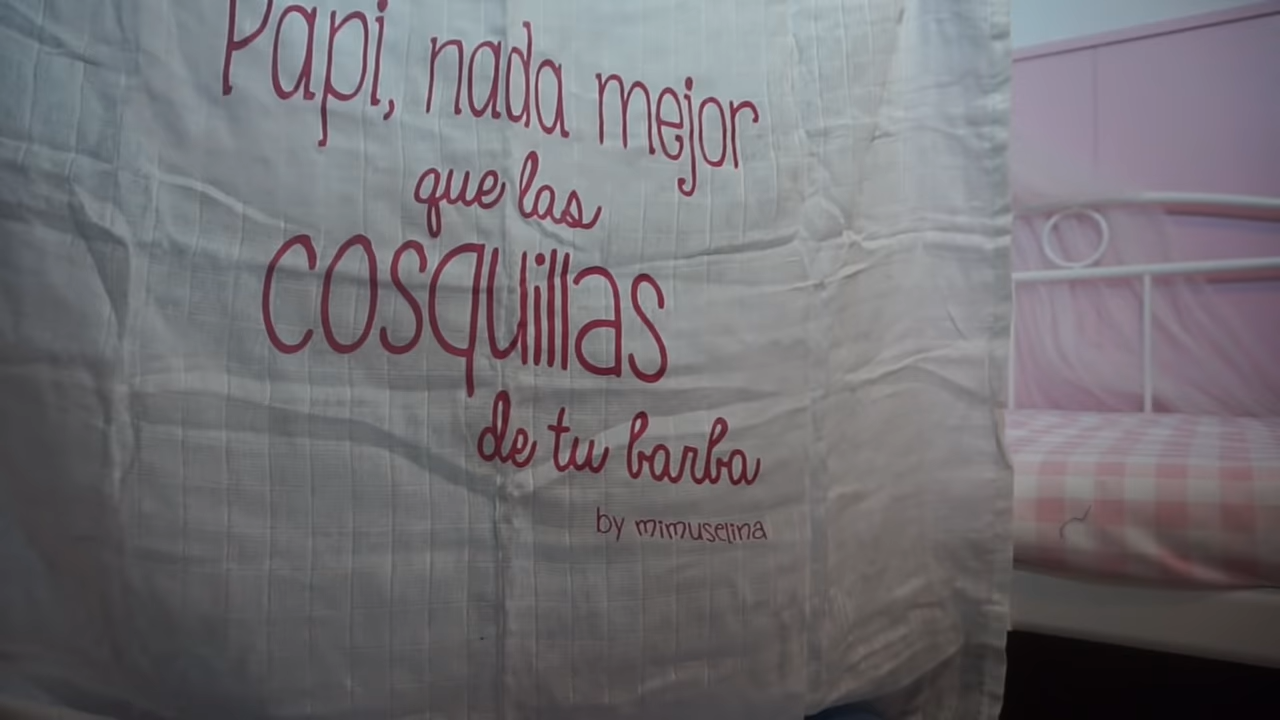 Papi, nada mejor
que las
cosquillas
de tu barba
by mimuselina